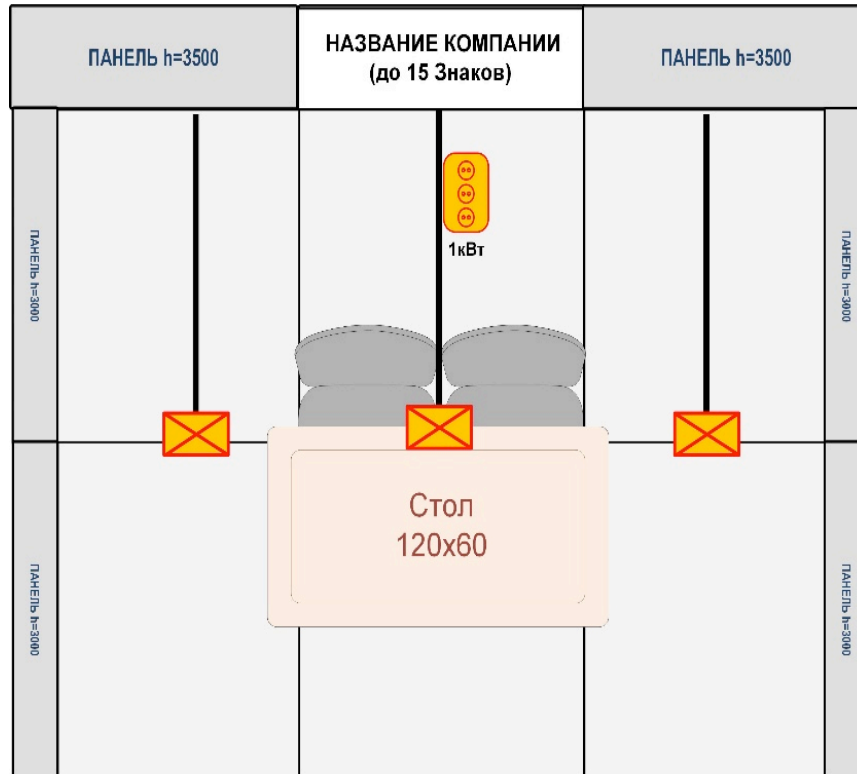 ПАНЕЛЬ h=3500
НАЗВАНИЕ КОМПАНИИ
(до 15 Знаков)
ПАНЕЛЬ h=3500
1кВт
ПАНЕЛЬ h=3000
ПАНЕЛЬ h=3000
Стол
120х60
ПАНЕЛЬ h=3000
ПАНЕЛЬ h=3000